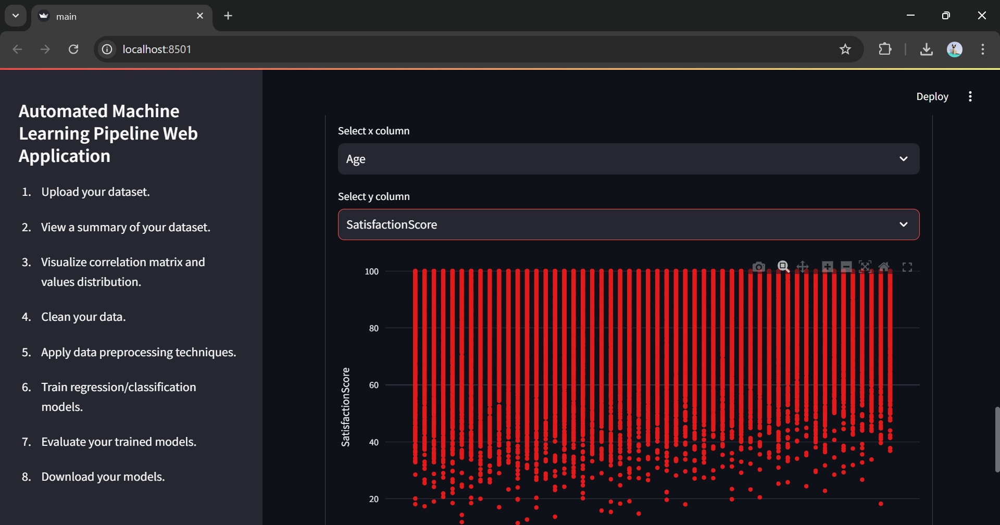 main
localhost:8501
Deploy
Automated Machine
Learning Pipeline Web
Application
1. Upload your dataset.
2. View a summary of your dataset.
3. Visualize correlation matrix and
values distribution.
4. Clean your data.
5. Apply data preprocessing techniques.
6. Train regression/classification
models.
7. Evaluate your trained models.
8. Download your models.
Select x column
Age
Select y column
SatisfactionScore
100
80
60
40
20
SatisfactionScore